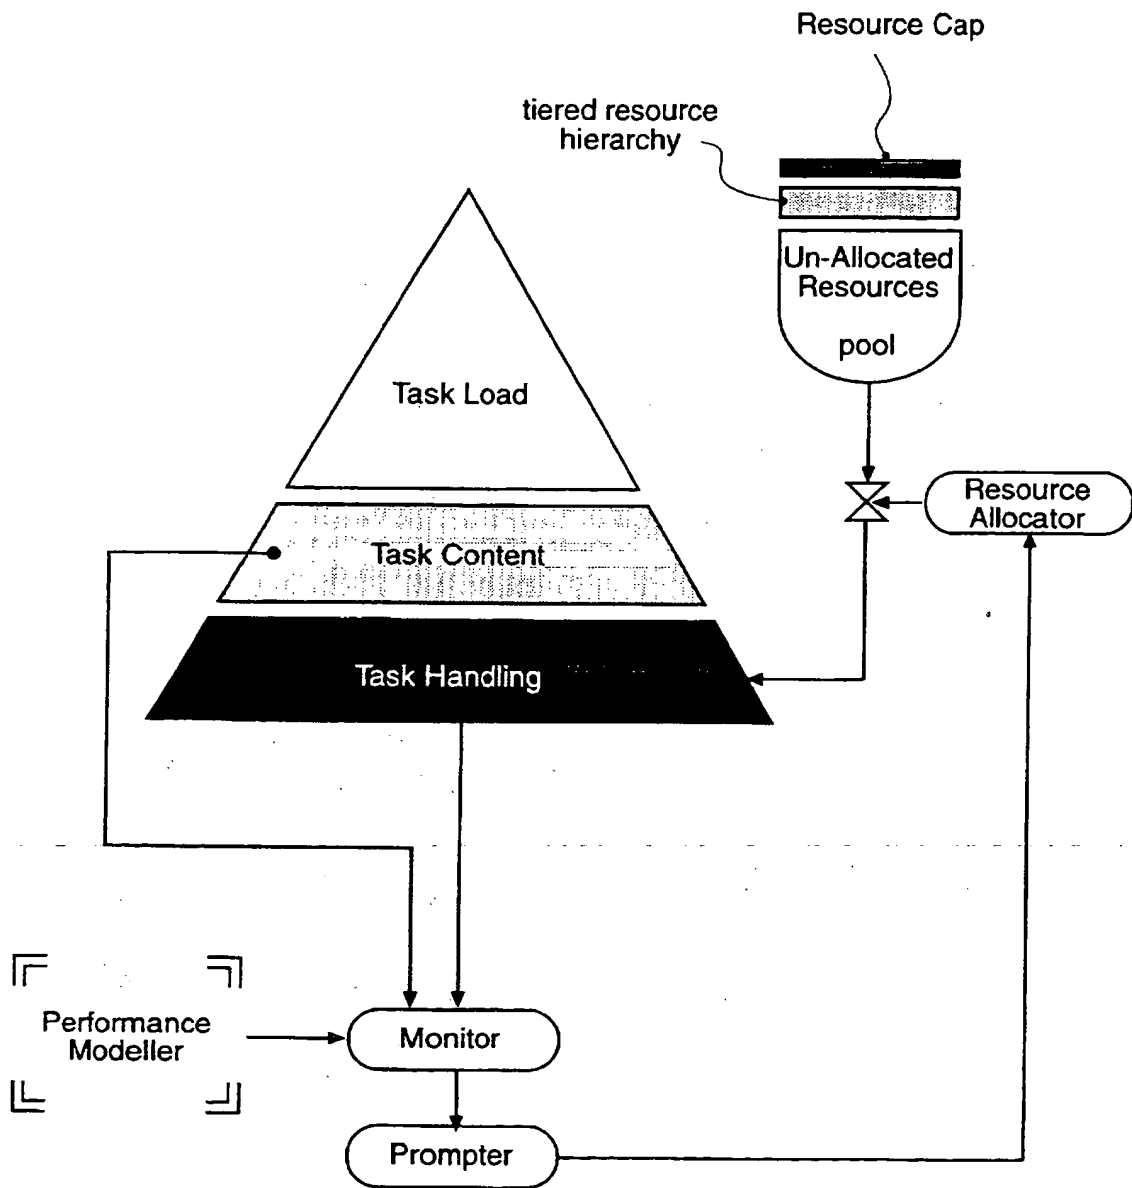 Resource Cap
tiered resource
hierarchy
Un-Allocated
Resources
pool
Task Load
Resource
Allocator
Task Content
Task Handling
Performance
Modeller
Monitor
Prompter